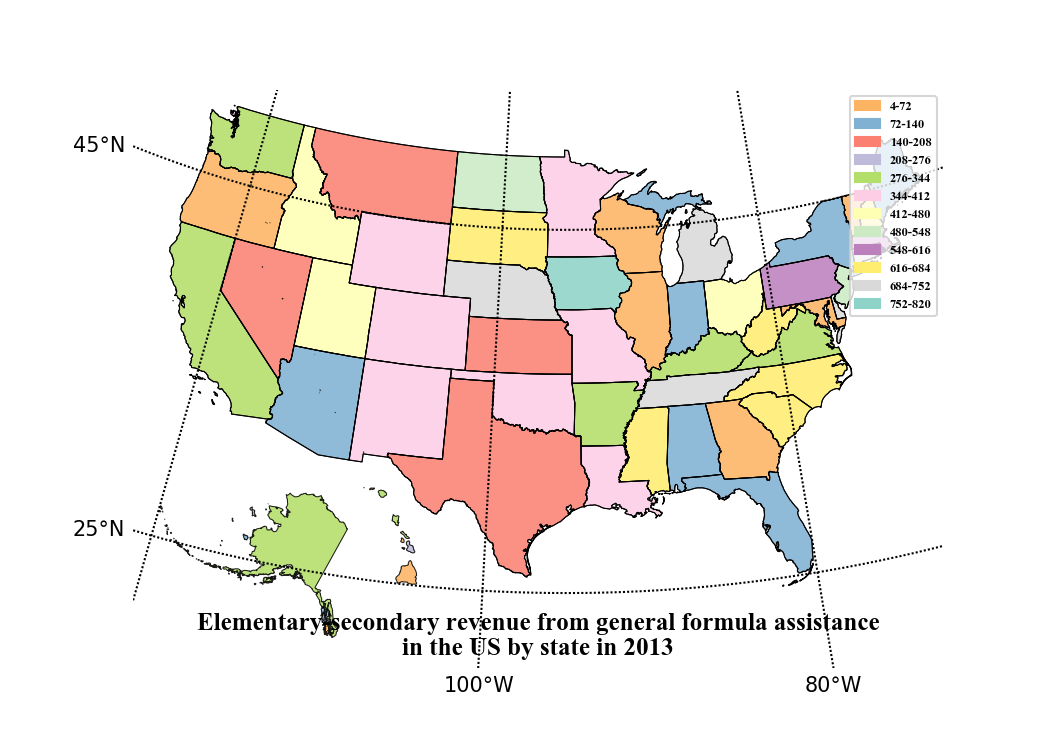 4-72
72-140
140-208
208-276
276-344
344-412
412-480
480-548
548-616
616-684
684-752
752-820
45°N
25°N
Elementary-secondary revenue from general formula assistance
in the US by state in 2013
100°W
80°W